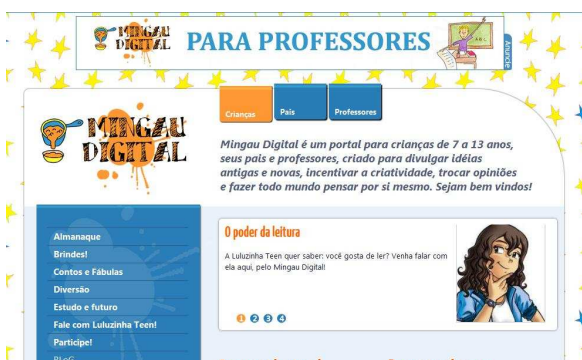 MINGAU
DIGITAL
PARA PROFESSORES
Anuncie
Crianças
Pais
Professores
MINGAU
DIGITAL
Mingau Digital é um portal para crianças de 7 a 13 anos,
seus pais e professores, criado para divulgar idéias
antigas e novas, incentivar a criatividade, trocar opiniões
e fazer todo mundo pensar por si mesmo. Sejam bem vindos!
Almanaque
Brindes!
Contos e Fábulas
Diversão
Estudo e futuro
Fale com Luluzinha Teen!
Participe!
BLoG
O poder da leitura
A Luluzinha Teen quer saber: você gosta de ler? Venha falar com
ela aqui, pelo Mingau Digital!
1 2 3 4